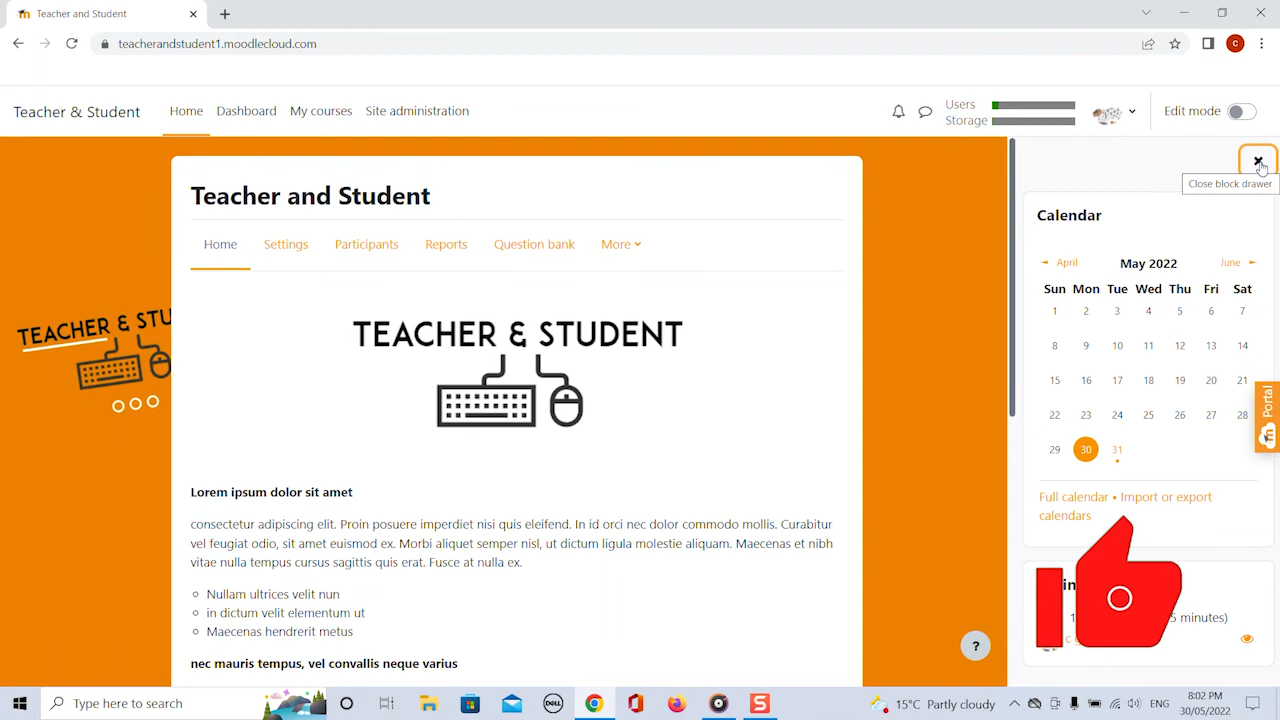 Teacher and Student
teacherandstudent1.moodlecloud.com
Teacher & Student
Home
Dashboard
My courses
Site administration
Users
Storage
Edit mode
Close block drawer
Teacher and Student
Home
Settings
Participants
Reports
Question bank
More
TEACHER & STU
TEACHER & STUDENT
Lorem ipsum dolor sit amet
consectetur adipiscing elit. Proin posuere imperdiet nisi quis eleifend. In id orci nec dolor commodo mollis. Curabitur
vel feugiat odio, sit amet euismod ex. Morbi aliquet semper nisl, ut dictum ligula molestie aliquam. Maecenas et nibh
vitae nulla tempus cursus sagittis quis erat. Fusce at nulla ex.
Nullam ultrices velit nun
in dictum velit elementum ut
Maecenas hendrerit metus
nec mauris tempus, vel convallis neque varius
Calendar
April
May 2022
June
Sun Mon Tue Wed Thu Fri Sat
1 2 3 4 5 6 7
8 9 10 11 12 13 14
15 16 17 18 19 20 21
22 23 24 25 26 27 28
29 30 31
Full calendar • Import or export
calendars
5 minutes)
Portal
?
Type here to search
DELL
15°C Partly cloudy
ENG
8:02 PM
30/05/2022